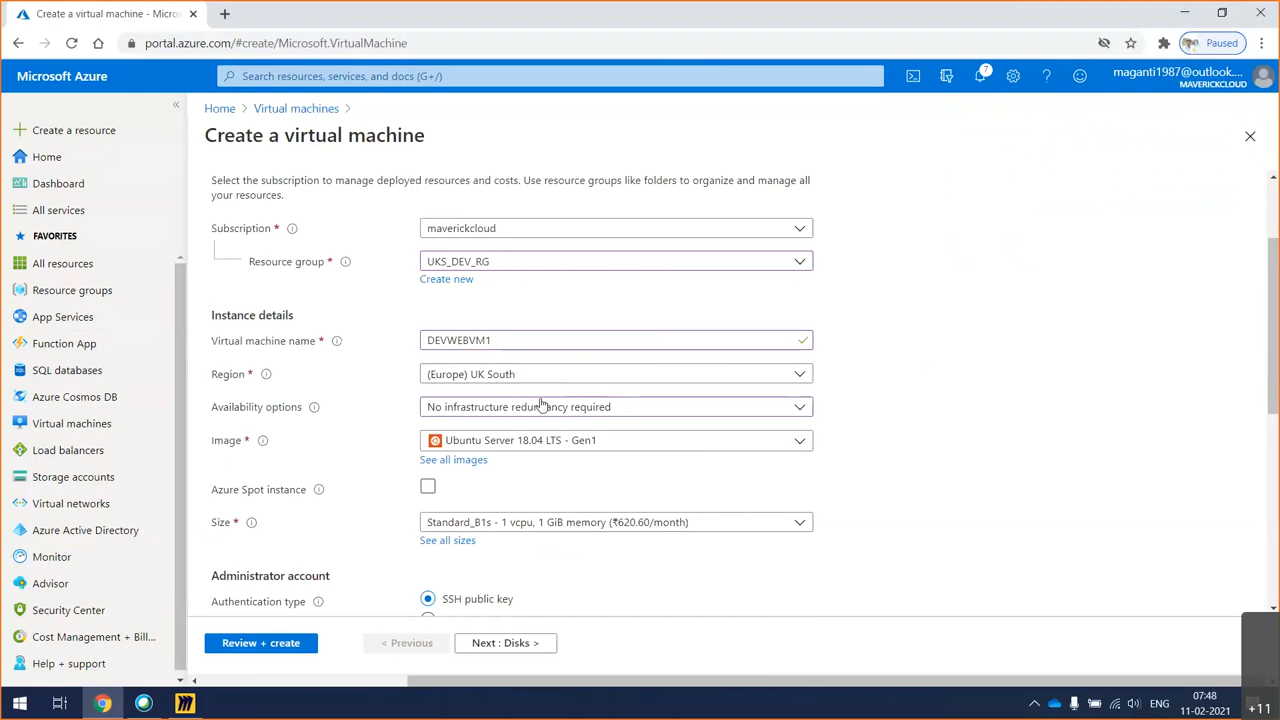 Create a virtual machine - Micros
portal.azure.com/#create/Microsoft.VirtualMachine
Paused
Microsoft Azure
Search resources, services, and docs (G+/)
7
maganti1987@outlook....
MAVERICKCLOUD
Create a resource
Home
Dashboard
All services
FAVORITES
All resources
Resource groups
App Services
Function App
SQL databases
Azure Cosmos DB
Virtual machines
Load balancers
Storage accounts
Virtual networks
Azure Active Directory
Monitor
Advisor
Security Center
Cost Management + Bill...
Help + support
Home > Virtual machines >
Create a virtual machine
Select the subscription to manage deployed resources and costs. Use resource groups like folders to organize and manage all
your resources.
Subscription * maverickcloud
Resource group * UKS_DEV_RG
Create new
Instance details
Virtual machine name * DEVWEBVM1
Region * (Europe) UK South
Availability options No infrastructure redundancy required
Image * Ubuntu Server 18.04 LTS - Gen1
See all images
Azure Spot instance
Size * Standard_B1s - 1 vcpu, 1 GiB memory (₹620.60/month)
See all sizes
Administrator account
Authentication type SSH public key
Review + create < Previous Next : Disks >
ENG
07:48
11-02-2021
+11